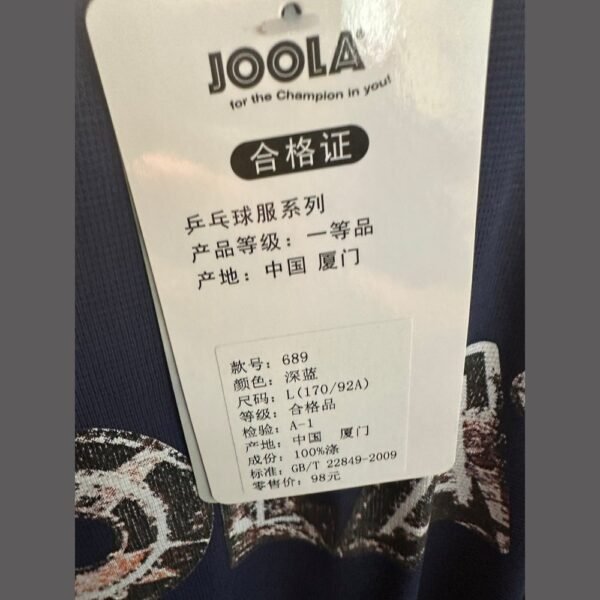 JOOLA®
for the Champion in you!
合格证
乒乓球服系列
产品等级：一等品
产地：中国 厦门
款号：689
颜色：深蓝
尺码：L(170/92A)
等级：合格品
检验：A-1
产地：中国 厦门
成份：100%涤
标准：GB/T 22849-2009
零售价：98元